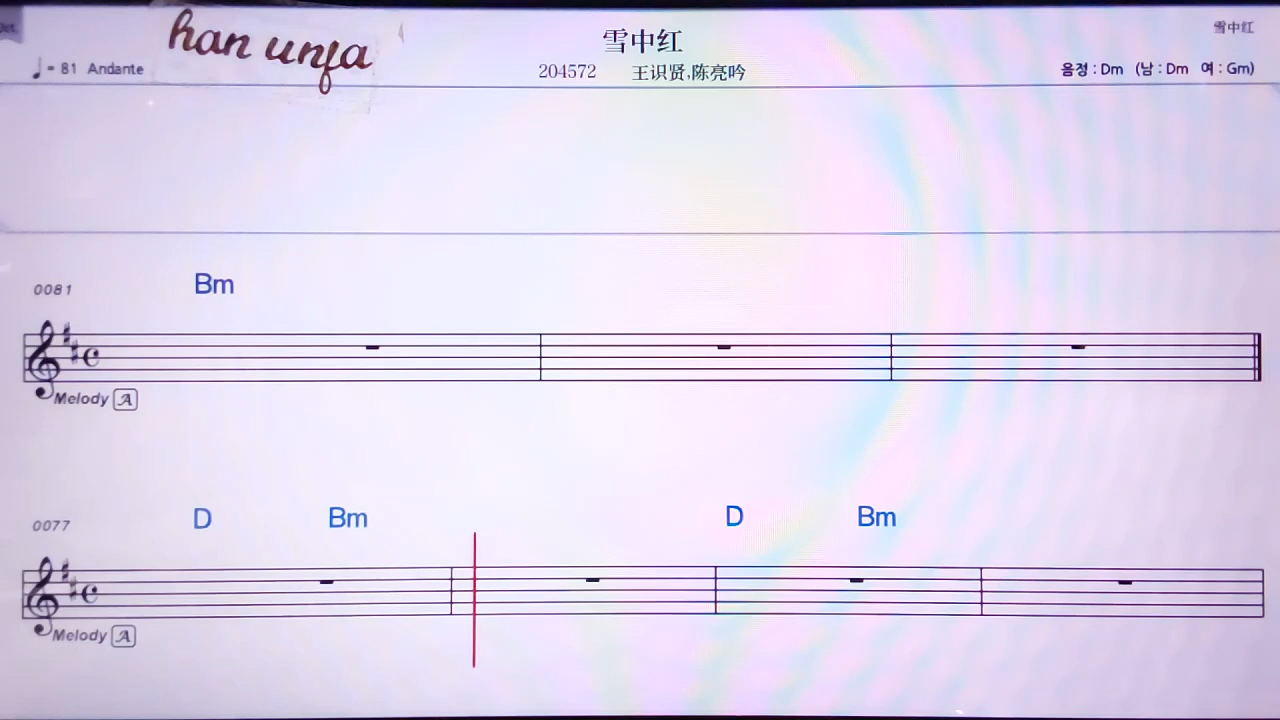 han unfa
雪中红
雪中红
♩= 81 Andante
204572 王识贤,陈亮吟
음정 : Dm (남 : Dm 여 : Gm)
0081 Bm
Melody A
0077 D Bm D Bm
Melody A